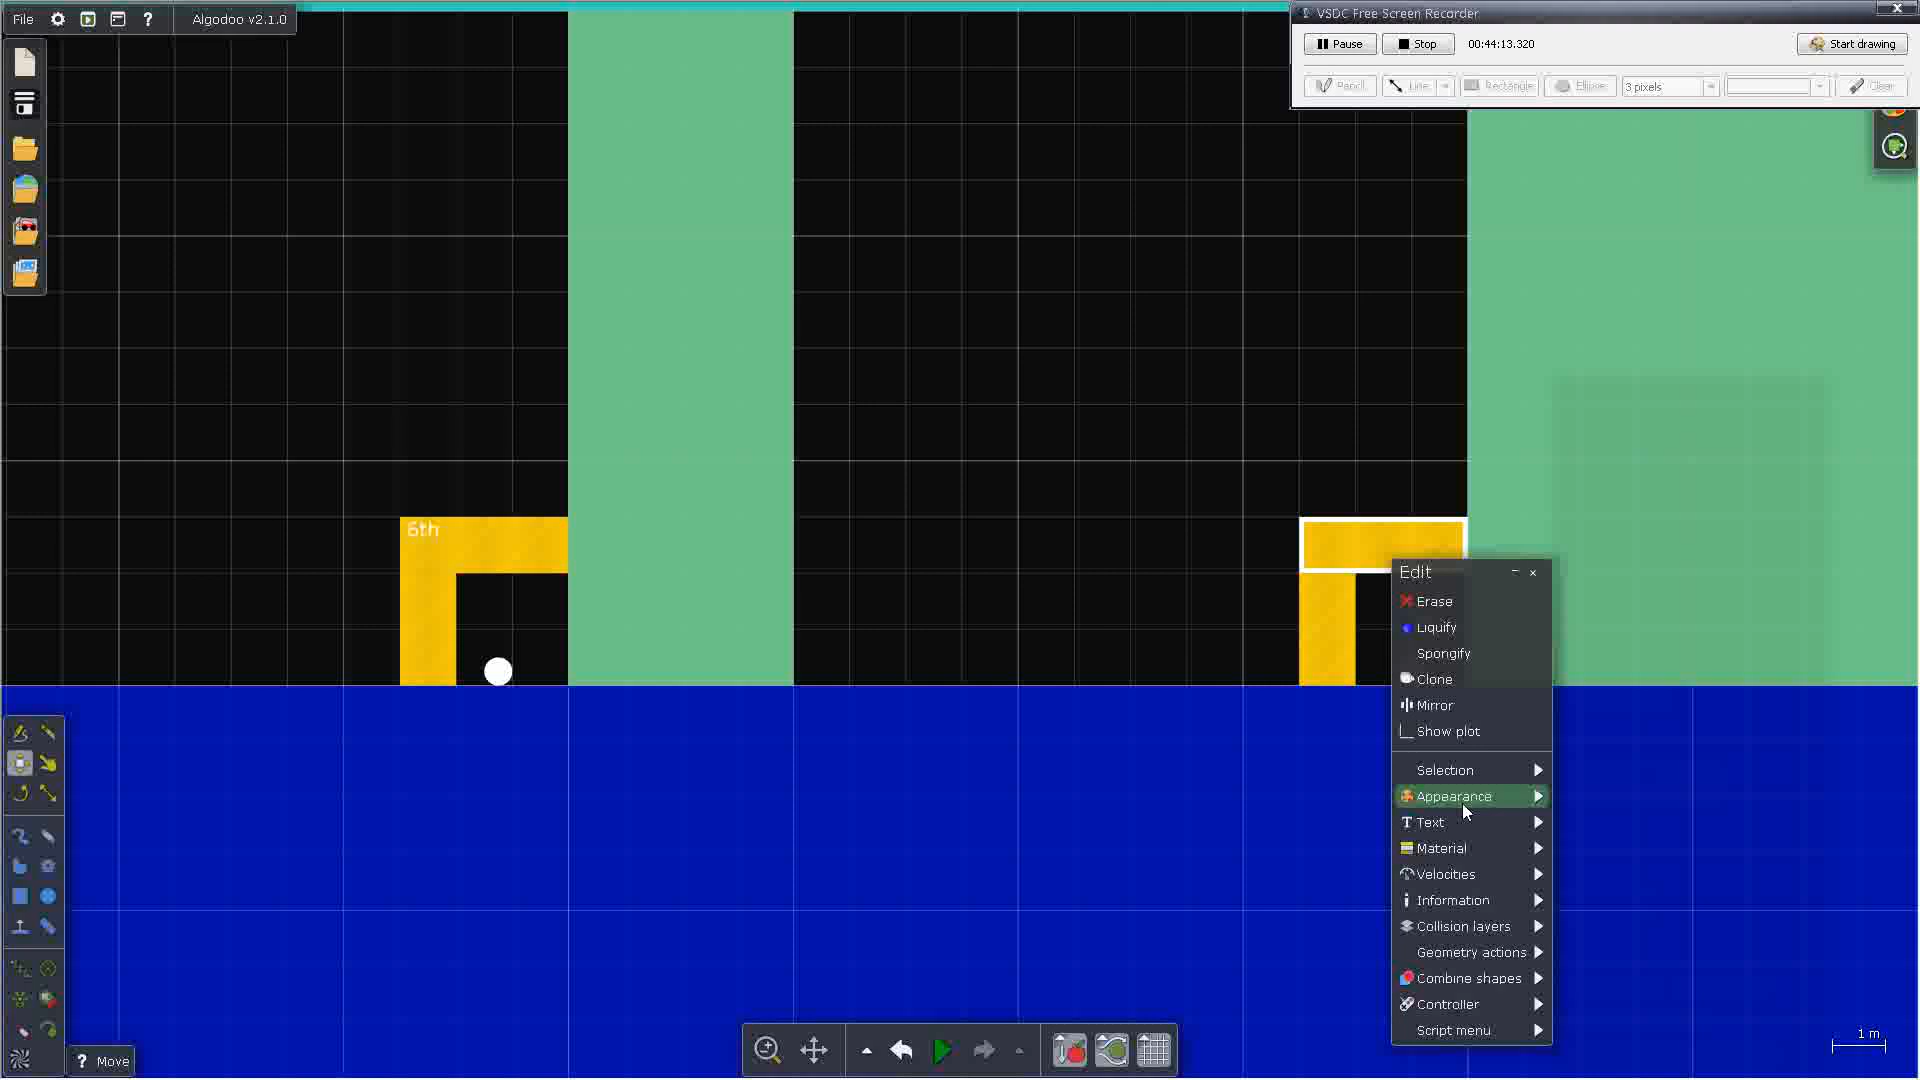 File
?
Algodoo v2.1.0
VSDC Free Screen Recorder
Pause
Stop
00:44:13.320
Start drawing
Pencil
Line
Rectangle
Ellipse
3 pixels
Clear
6th
Edit
Erase
Liquify
Spongify
Clone
Mirror
Show plot
Selection
Appearance
Text
Material
Velocities
Information
Collision layers
Geometry actions
Combine shapes
Controller
Script menu
? Move
1 m